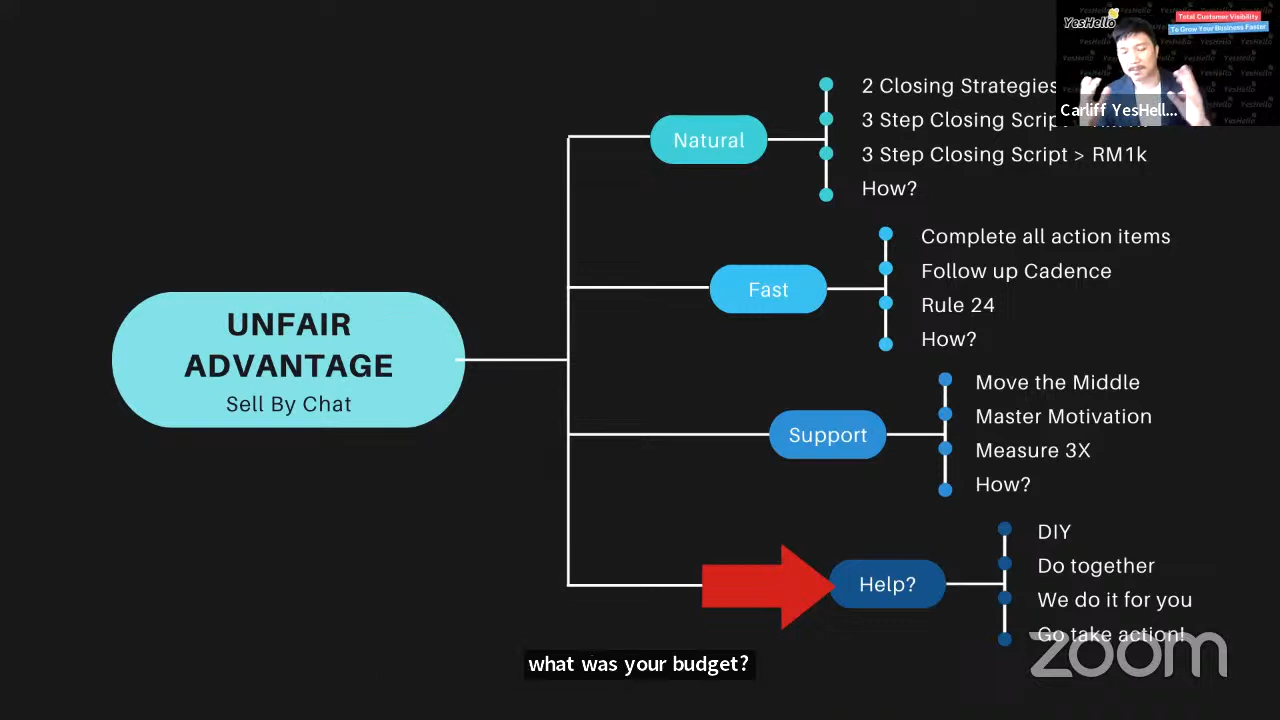 YesHello
Total Customer Visibility
To Grow Your Business Faster
Carliff YesHell...
2 Closing Strategies
3 Step Closing Script
3 Step Closing Script > RM1k
How?
Natural
Complete all action items
Follow up Cadence
Rule 24
How?
Fast
UNFAIR
ADVANTAGE
Sell By Chat
Move the Middle
Master Motivation
Measure 3X
How?
Support
DIY
Do together
We do it for you
Go take action!
Help?
zoom
what was your budget?